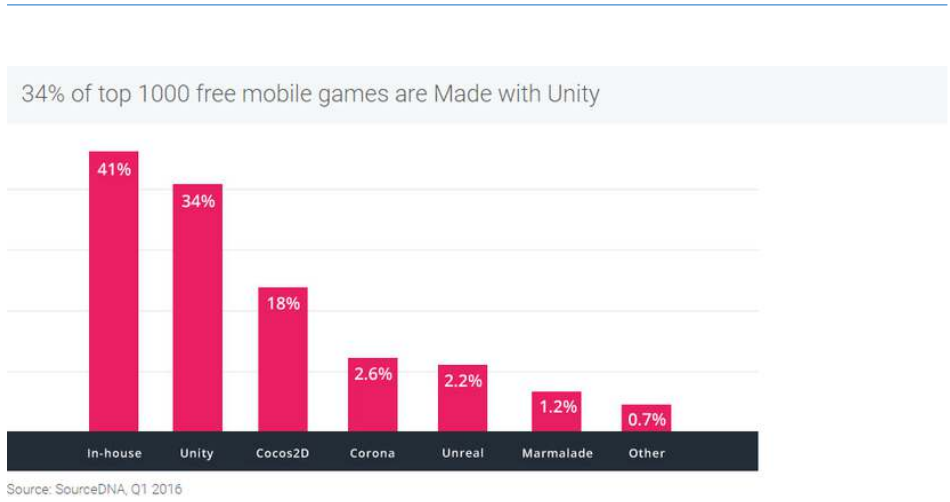 34% of top 1000 free mobile games are Made with Unity
41%
34%
18%
2.6%
2.2%
1.2%
0.7%
In-house Unity Cocos2D Corona Unreal Marmalade Other
Source: SourceDNA, Q1 2016